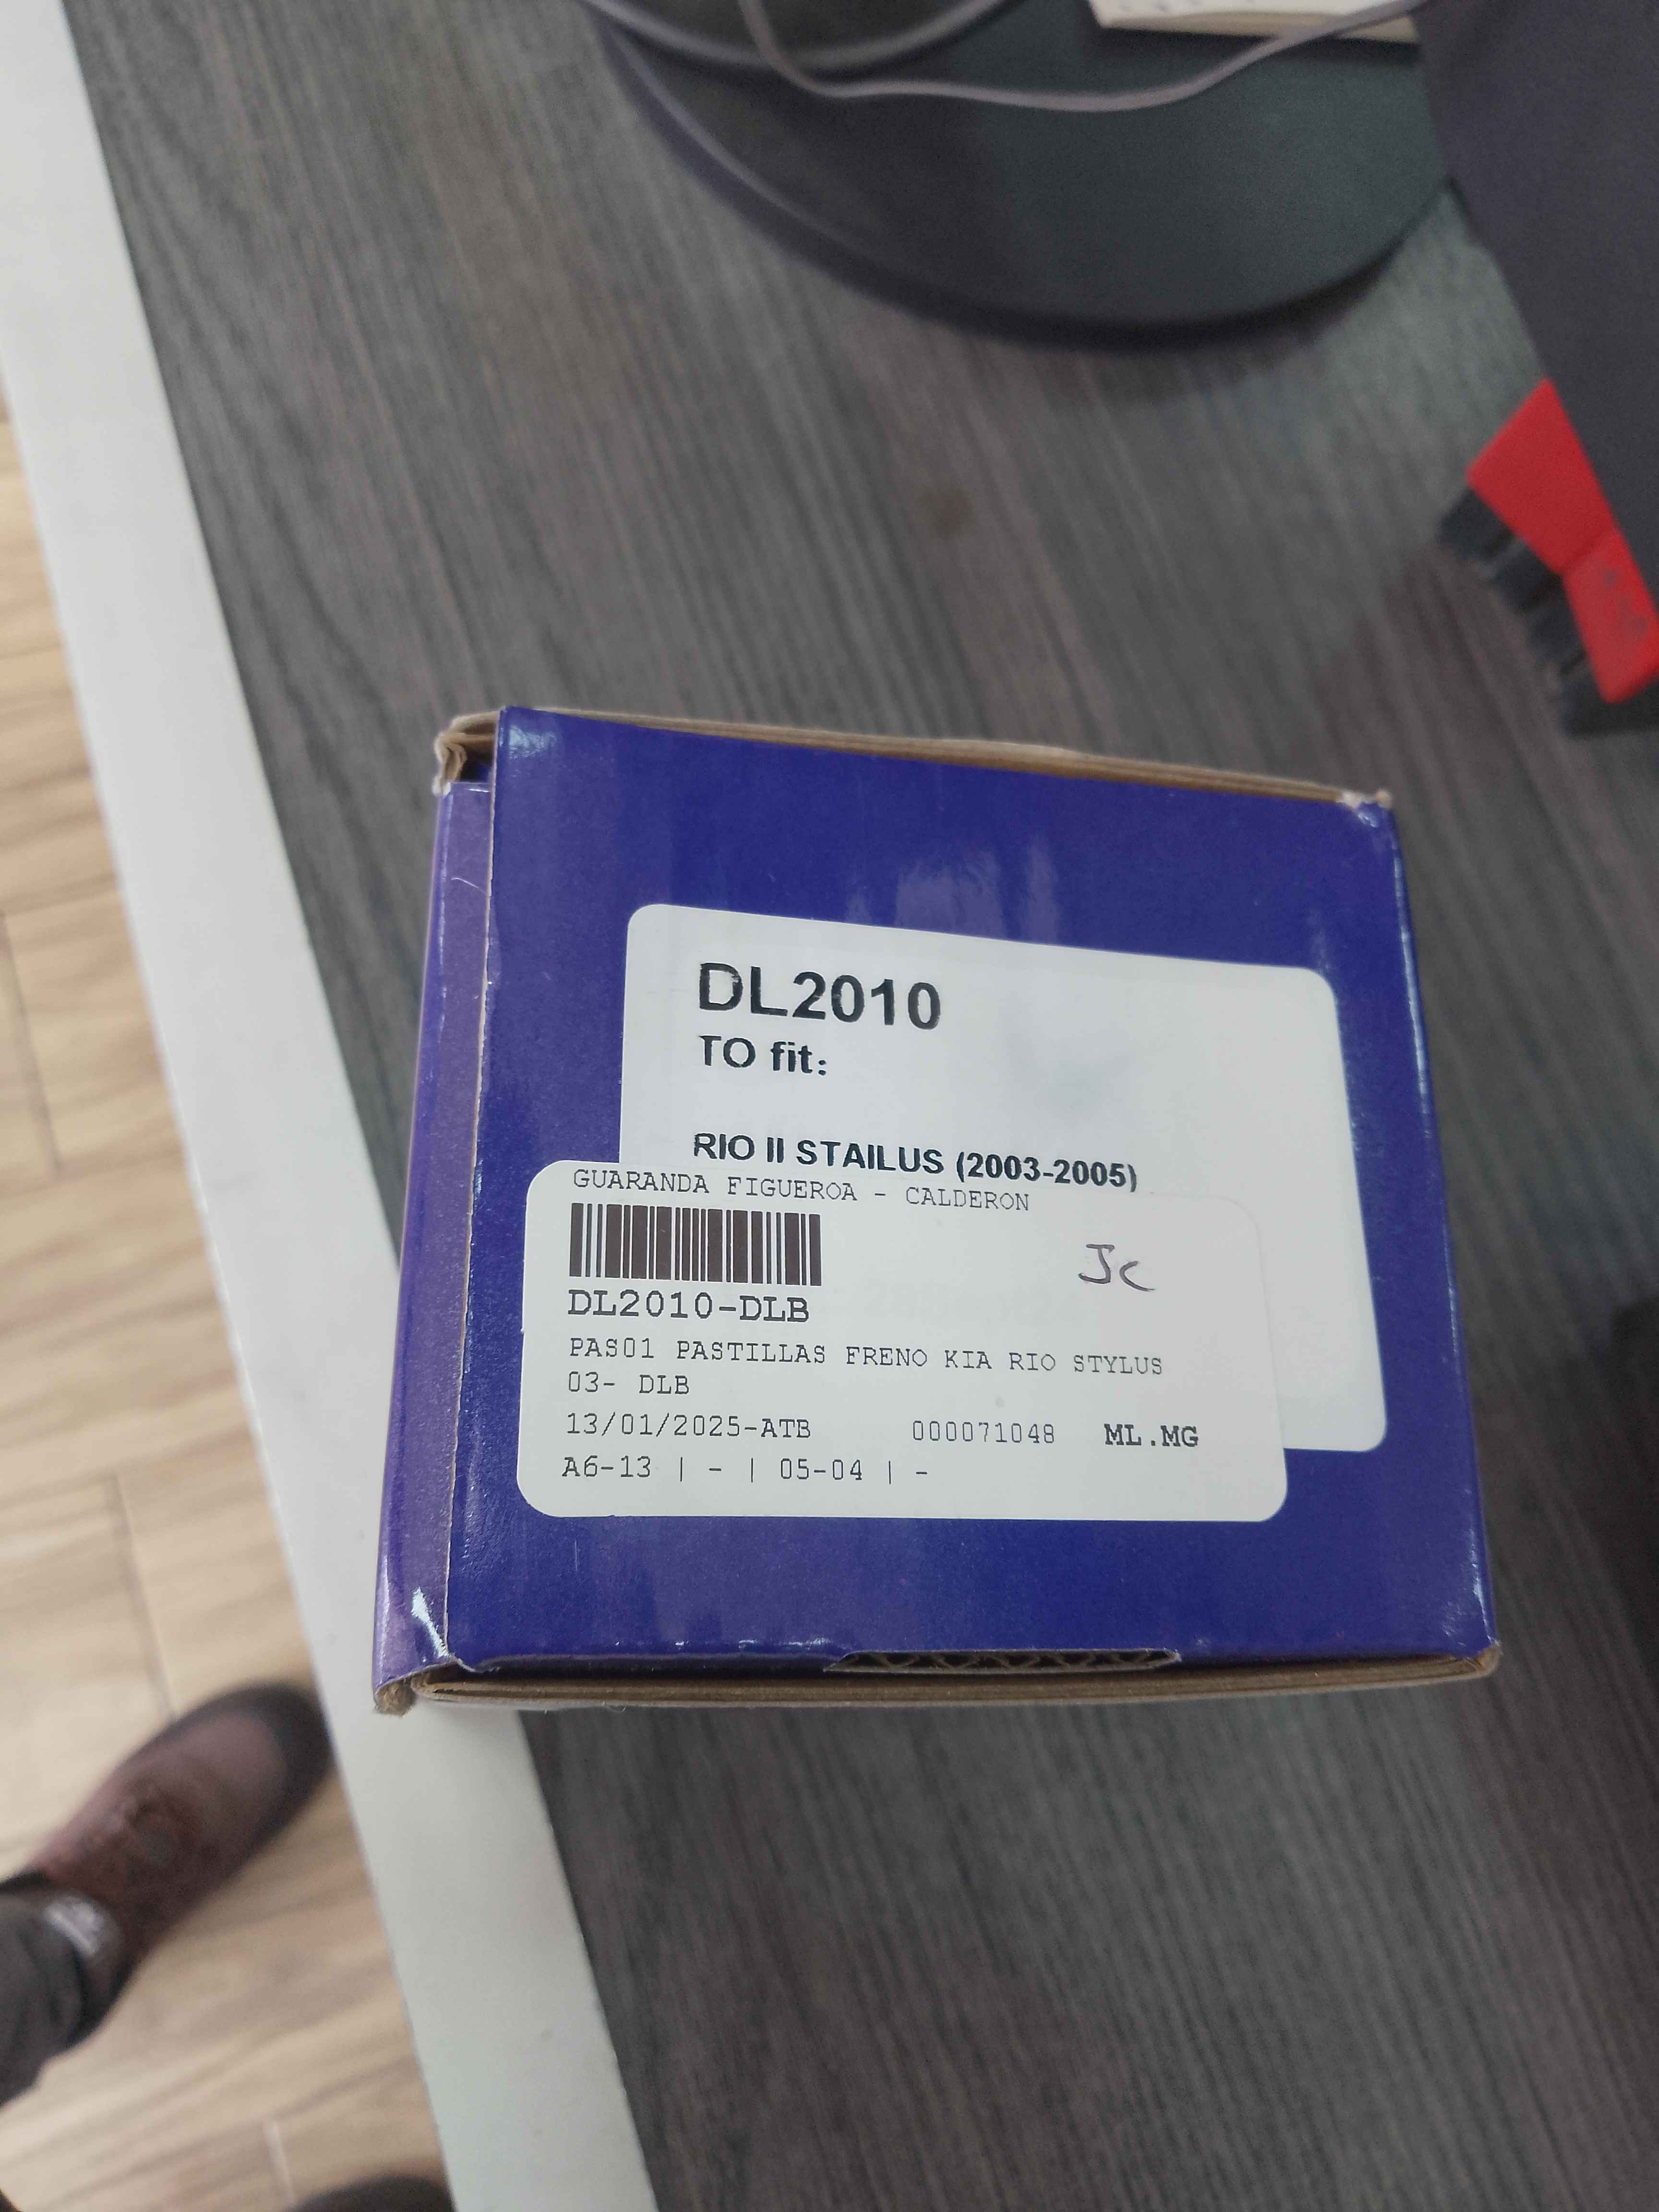 DL2010
TO fit:
RIO II STAILUS (2003-2005)
GUARANDA FIGUEROA - CALDERON
JC
DL2010-DLB
PAS01 PASTILLAS FRENO KIA RIO STYLUS
03- DLB
13/01/2025-ATB 000071048 ML.MG
A6-13 | - | 05-04 | -